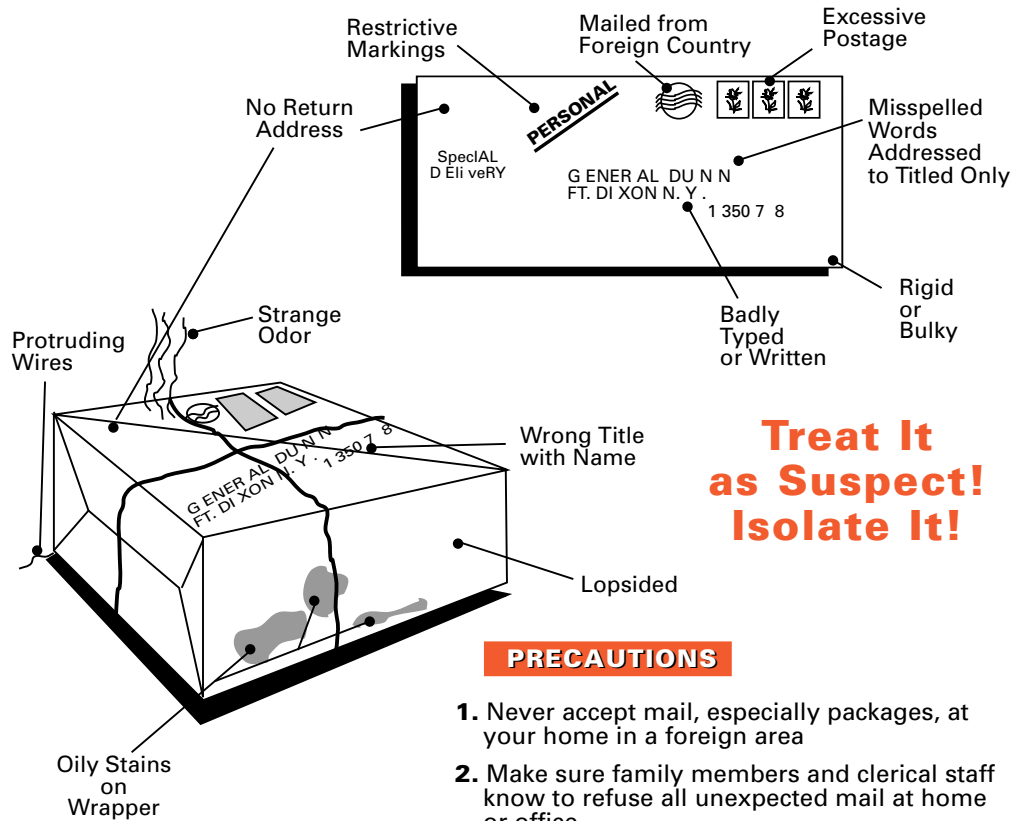 Restrictive
Markings
Mailed from
Foreign Country
Excessive
Postage
No Return
Address
PERSONAL
SpecIAL
D Eli veRY
G ENER AL DU N N
FT. DI XON N. Y .
1 350 7 8
Misspelled
Words
Addressed
to Titled Only
Badly
Typed
or Written
Rigid
or
Bulky
Protruding
Wires
Strange
Odor
G ENER AL DU N N
FT. DI XON N. Y .
1 350 7 8
Wrong Title
with Name
Lopsided
Oily Stains
on
Wrapper
Treat It
as Suspect!
Isolate It!
PRECAUTIONS
1. Never accept mail, especially packages, at
your home in a foreign area
2. Make sure family members and clerical staff
know to refuse all unexpected mail at home
or office